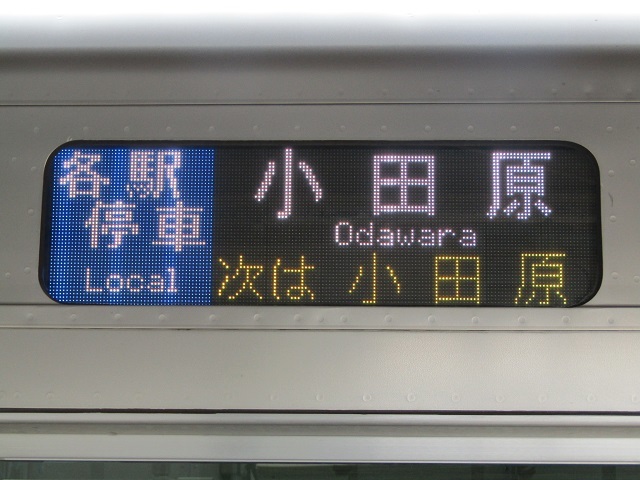 各駅
停車
Local
小田原
Odawara
次は 小田原